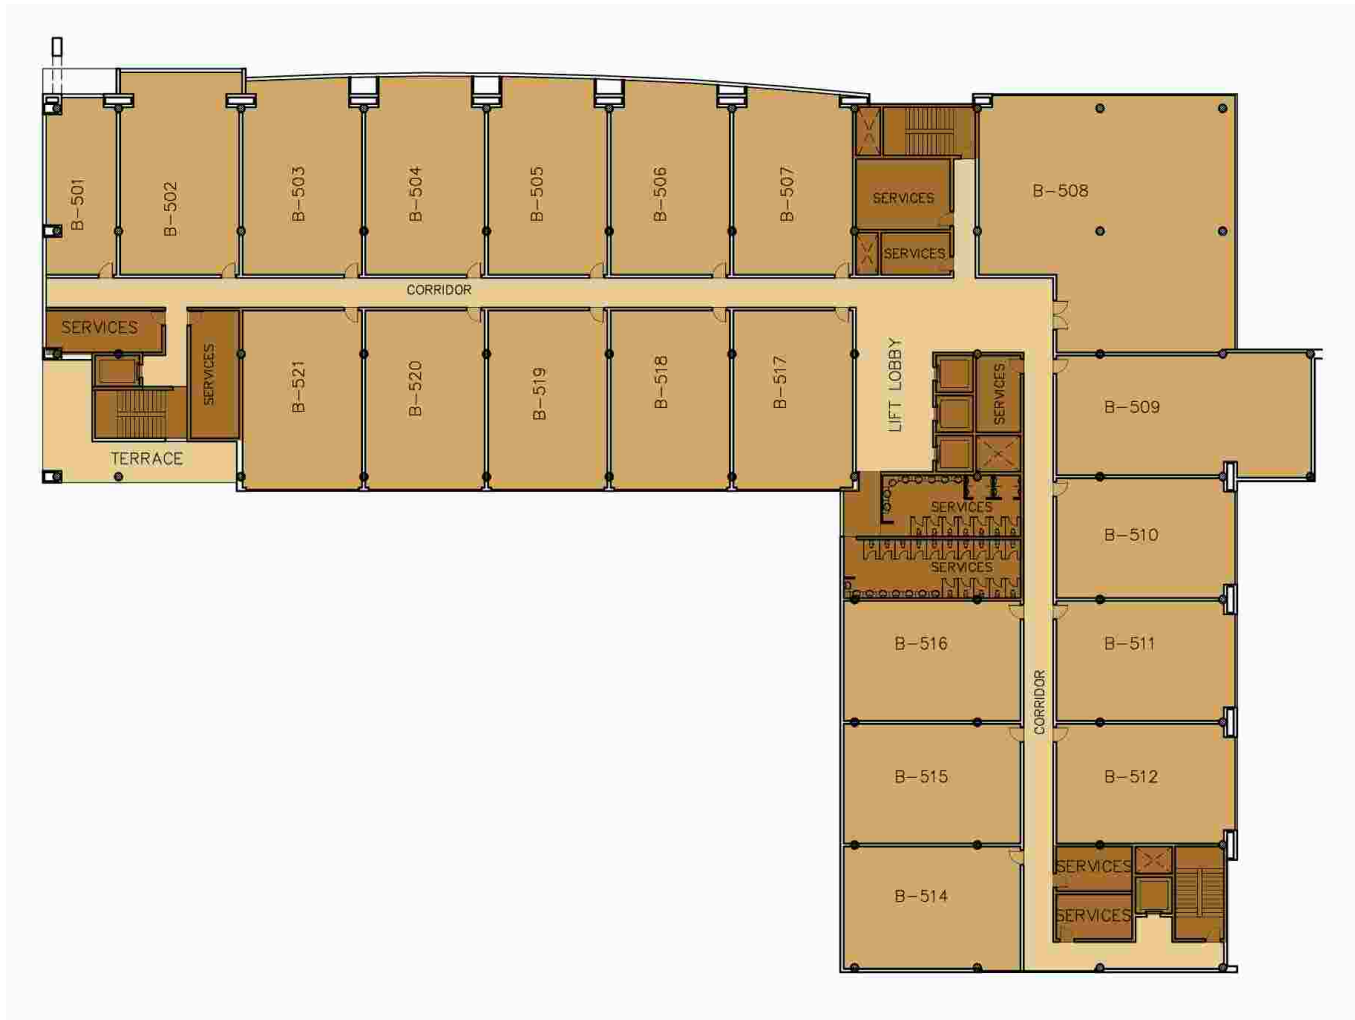 B-501
B-502
B-503
B-504
B-505
B-506
B-507
SERVICES
SERVICES
B-508
CORRIDOR
SERVICES
SERVICES
B-521
B-520
B-519
B-518
B-517
LIFT LOBBY
SERVICES
B-509
TERRACE
SERVICES
B-510
SERVICES
B-516
B-511
CORRIDOR
B-515
B-512
SERVICES
B-514
SERVICES